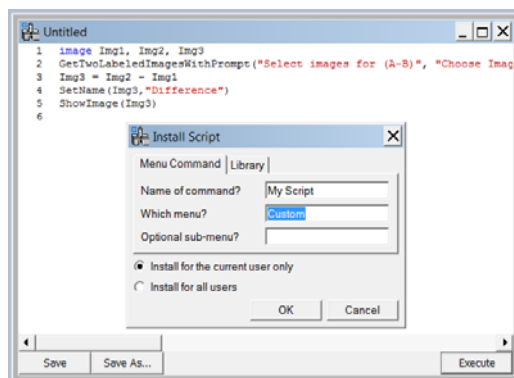 Untitled
1 image Img1, Img2, Img3
2 GetTwoLabeledImagesWithPrompt("Select images for (A-B)", "Choose Imag
3 Img3 = Img2 - Img1
4 SetName(Img3,"Difference")
5 ShowImage(Img3)
6
Install Script
Menu Command Library
Name of command? My Script
Which menu? Custom
Optional sub-menu?
Install for the current user only
Install for all users
OK Cancel
Save Save As... Execute